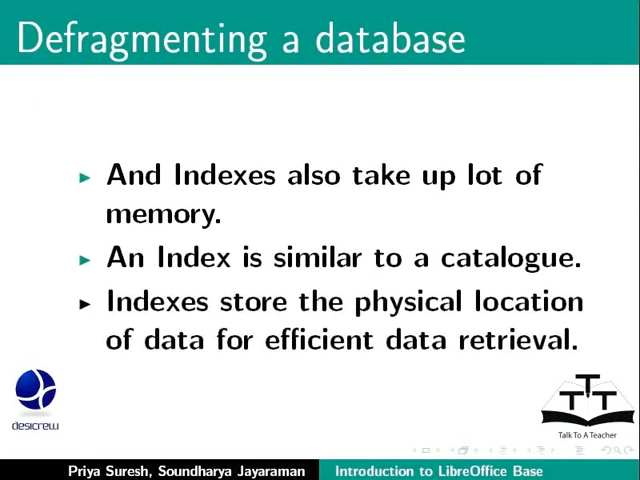 Defragmenting a database
And Indexes also take up lot of
memory.
An Index is similar to a catalogue.
Indexes store the physical location
of data for efficient data retrieval.
desicrew
TTT
Talk To A Teacher
Priya Suresh, Soundharya Jayaraman
Introduction to LibreOffice Base